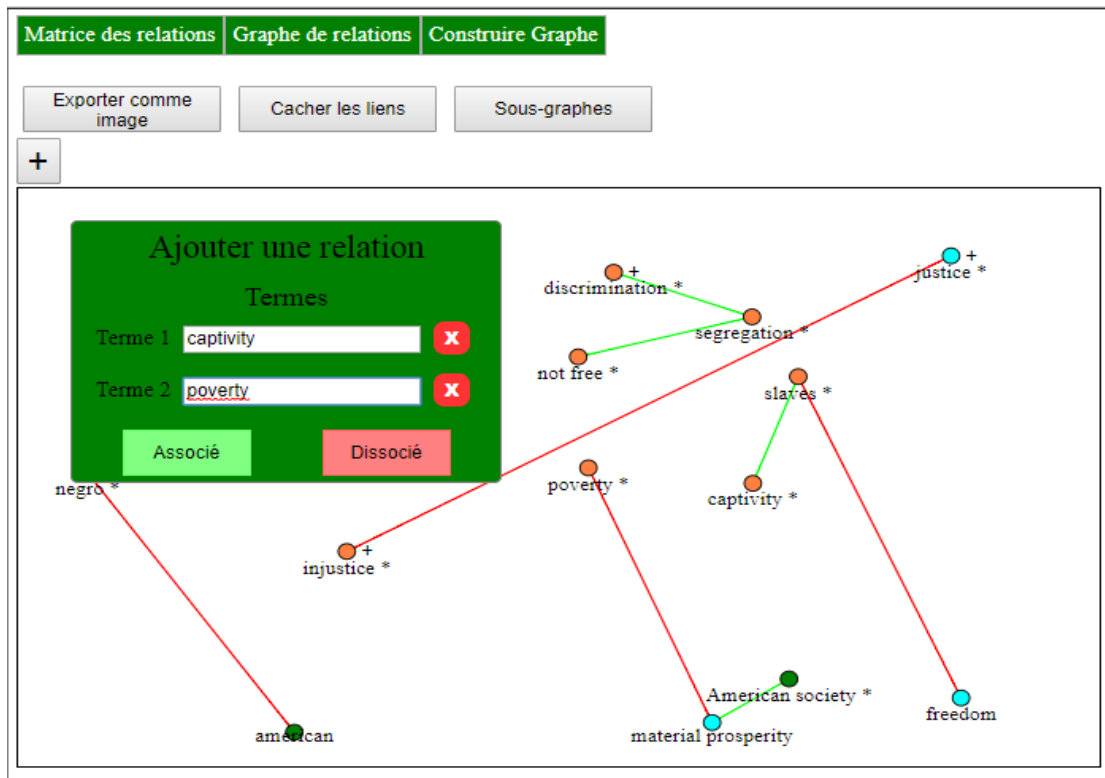 Matrice des relations Graphe de relations Construire Graphe
Exporter comme
image
Cacher les liens
Sous-graphes
+
Ajouter une relation
Termes
Terme 1 captivity x
Terme 2 poverty x
Associé Dissocié
+
justice *
+
discrimination *
segregation *
not free *
slaves *
negro *
poverty *
captivity *
+
injustice *
American society *
freedom
american
material prosperity